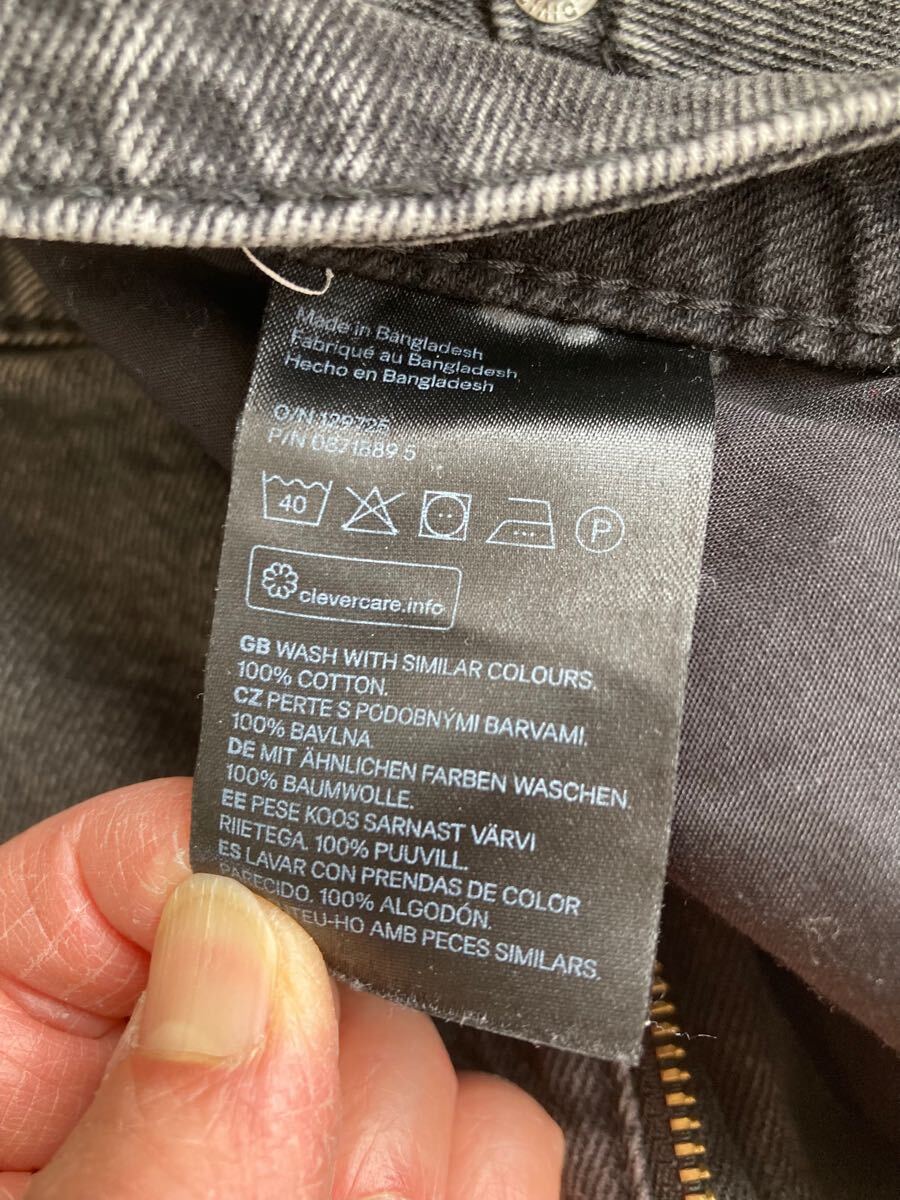 Made in Bangladesh
Fabriqué au Bangladesh
Hecho en Bangladesh
O/N 129725
P/N 0871889 5
40
P
clevercare.info
GB WASH WITH SIMILAR COLOURS.
100% COTTON.
CZ PERTE S PODOBNÝMI BARVAMI.
100% BAVLNA
DE MIT ÄHNLICHEN FARBEN WASCHEN.
100% BAUMWOLLE.
EE PESE KOOS SARNAST VÄRVI
RIIETEGA. 100% PUUVILL.
ES LAVAR CON PRENDAS DE COLOR
PARECIDO. 100% ALGODÓN.
AMB PECES SIMILARS.